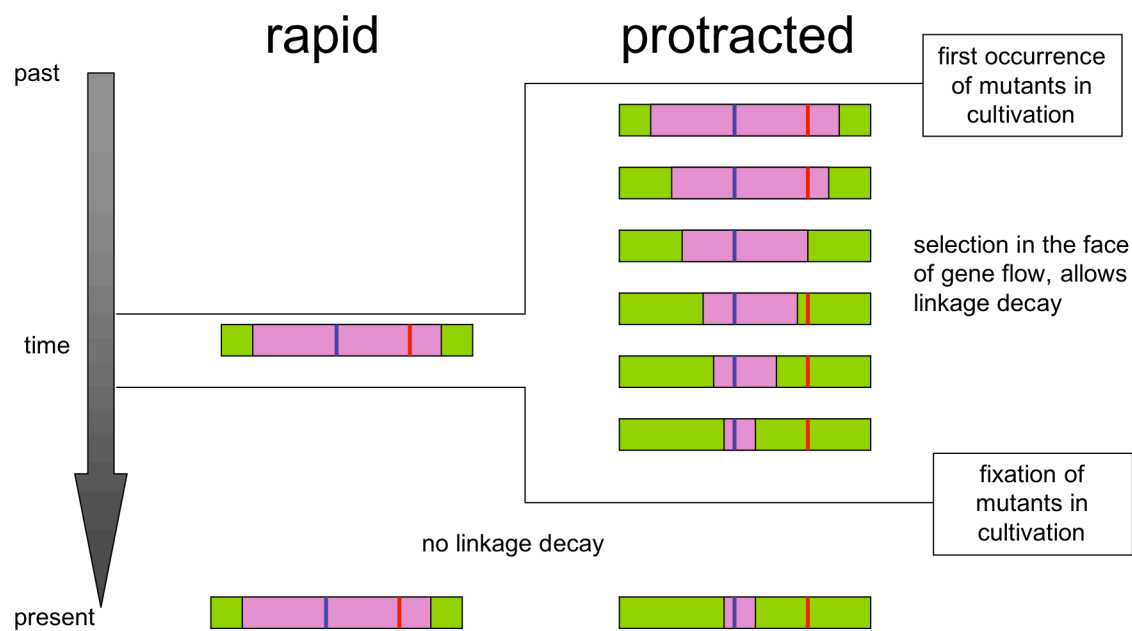 rapid
protracted
past
first occurrence
of mutants in
cultivation
selection in the face
of gene flow, allows
linkage decay
time
fixation of
mutants in
cultivation
no linkage decay
present